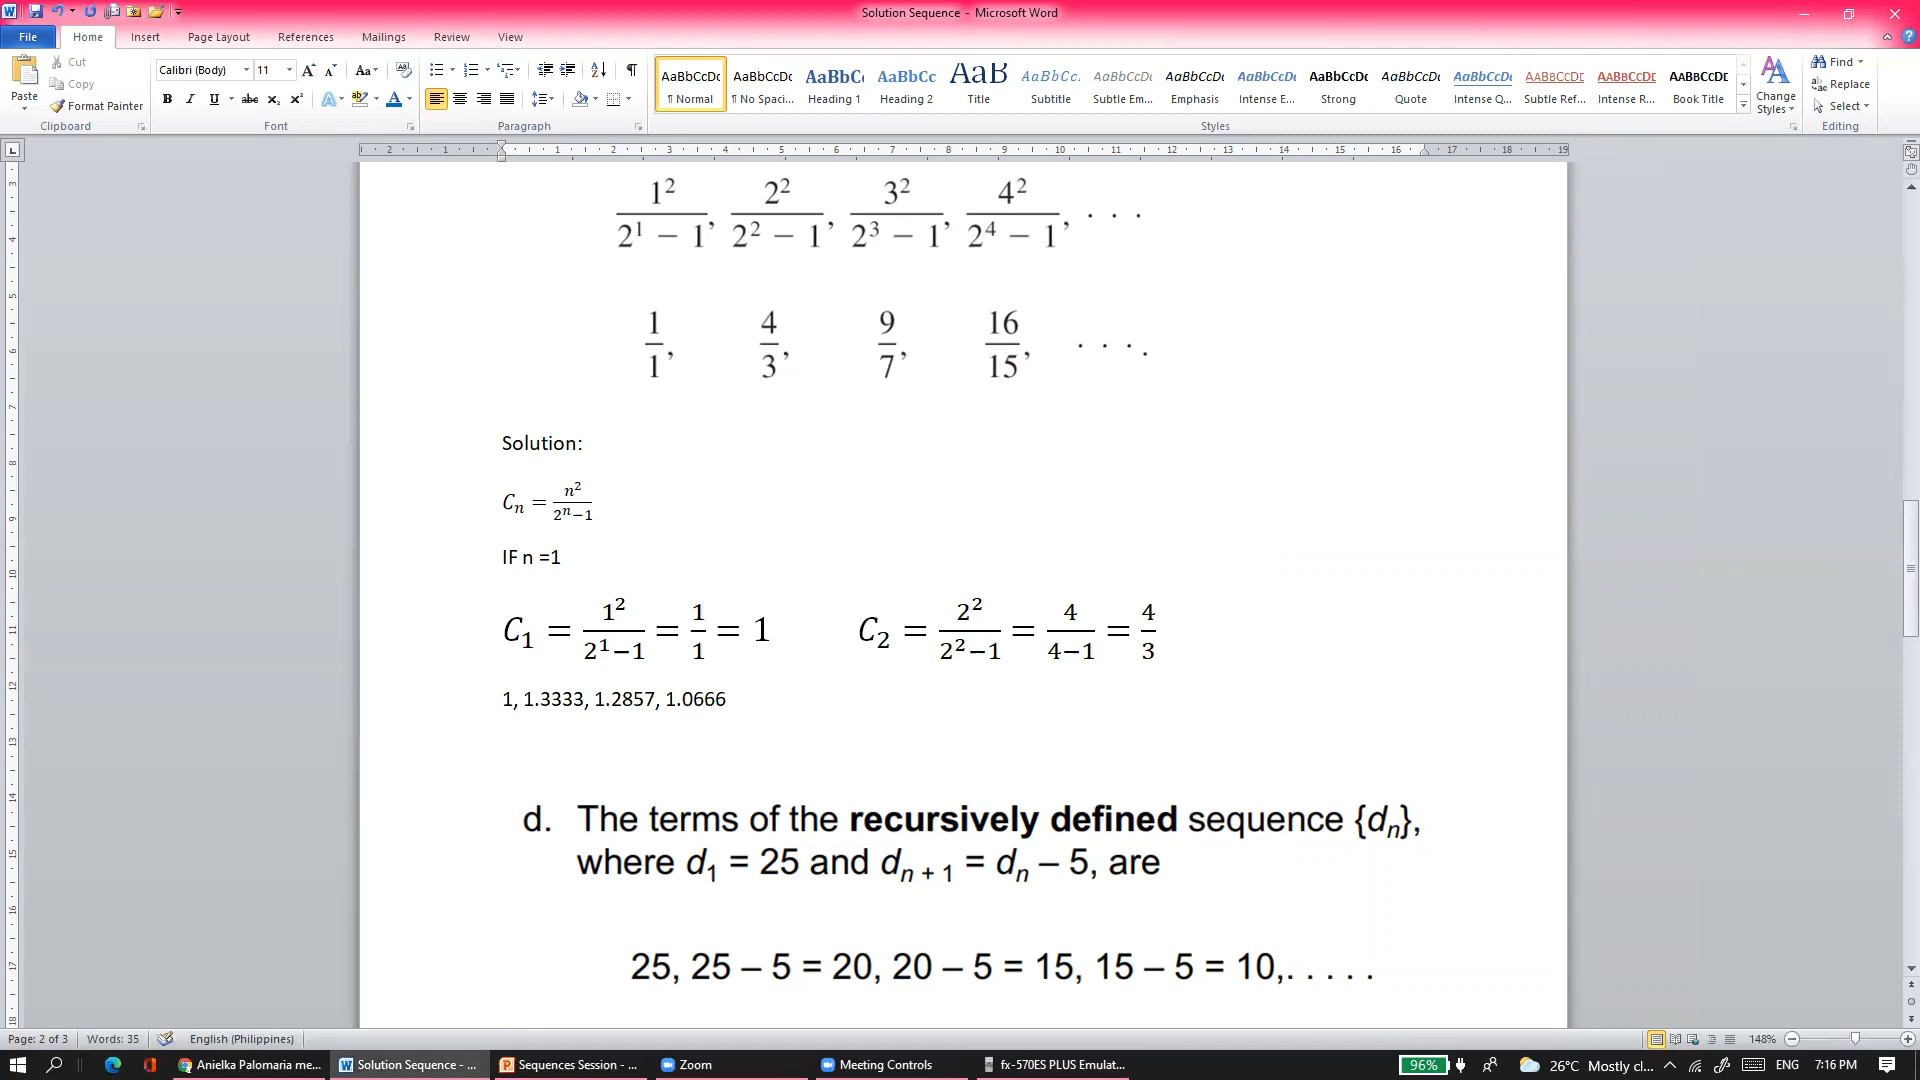 Solution Sequence - Microsoft Word
File Home Insert Page Layout References Mailings Review View
Paste Cut Copy Format Painter Clipboard
Calibri (Body) 11 Font
Paragraph
AaBbCcDc AaBbCcDc AaBbC AaBbCc AaB AaBbCc. AaBbCcDc AaBbCcDc AaBbCcDc AaBbCcDc AaBbCcDc AaBbCcDc AABBCCDE AABBCCDE AABBCCDE
¶ Normal ¶ No Spaci... Heading 1 Heading 2 Title Subtitle Subtle Em... Emphasis Intense E... Strong Quote Intense Q... Subtle Ref... Intense R... Book Title
Styles
Change Styles
Find Replace Select Editing
1²/(2¹ − 1), 2²/(2² − 1), 3²/(2³ − 1), 4²/(2⁴ − 1), · · ·
1/1, 4/3, 9/7, 16/15, · · · .
Solution:
Cₙ = n²/(2ⁿ−1)
IF n =1
C₁ = 1²/(2¹−1) = 1/1 = 1 C₂ = 2²/(2²−1) = 4/(4−1) = 4/3
1, 1.3333, 1.2857, 1.0666
d. The terms of the recursively defined sequence {dₙ},
where d₁ = 25 and dₙ ₊ ₁ = dₙ – 5, are
25, 25 – 5 = 20, 20 – 5 = 15, 15 – 5 = 10,. . . . .
Page: 2 of 3 Words: 35 English (Philippines) 148%
Anielka Palomaria me... Solution Sequence - ... Sequences Session - ... Zoom Meeting Controls fx-570ES PLUS Emulat... 96% 26°C Mostly cl... ENG 7:16 PM